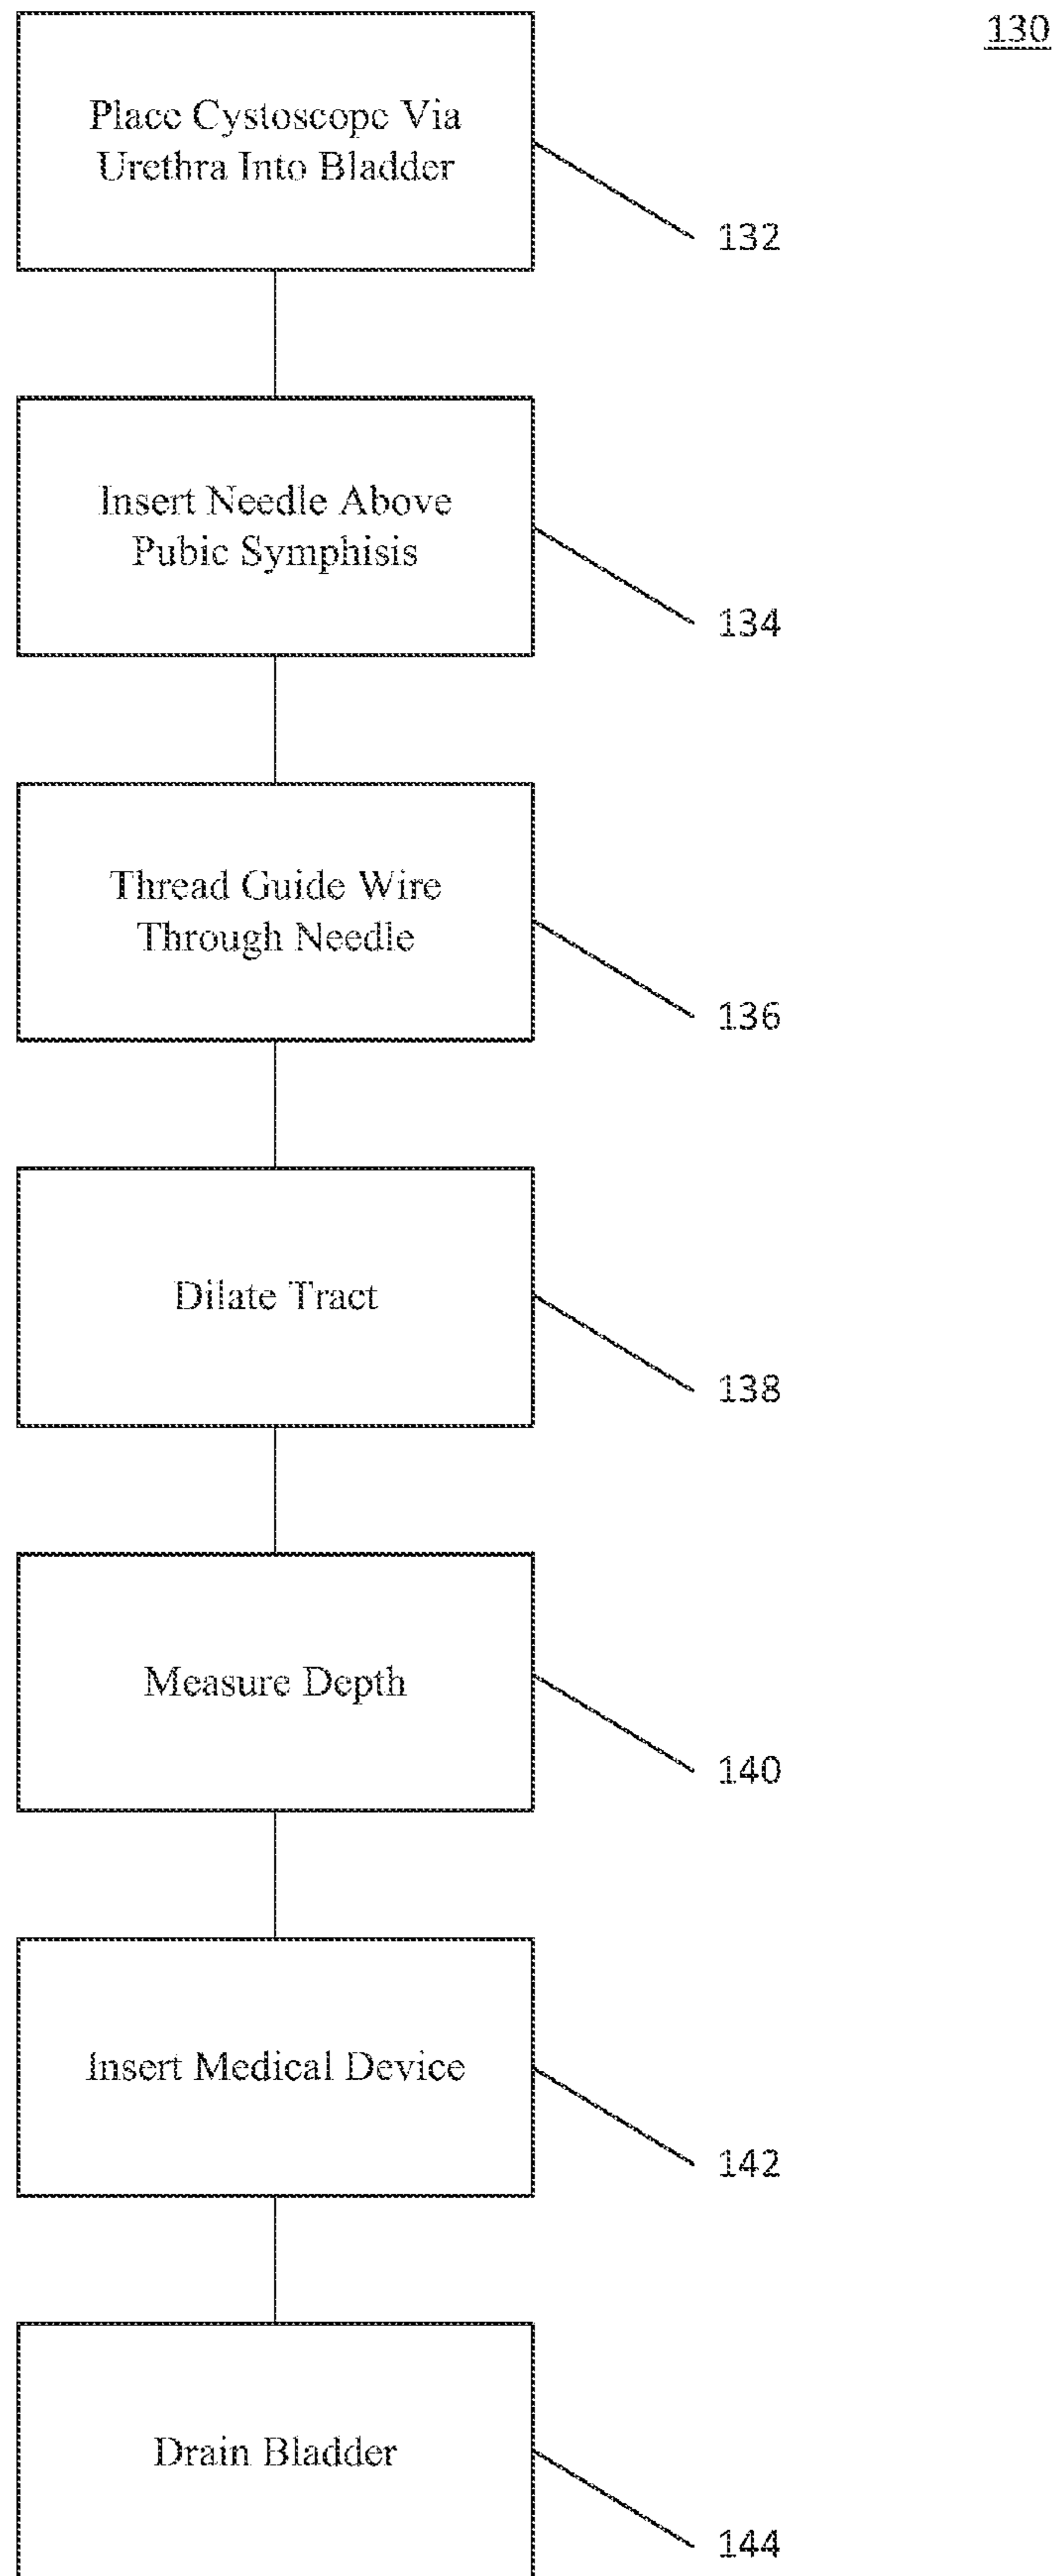 130
Place Cystoscope Via
Urethra Into Bladder
132
Insert Needle Above
Pubic Symphisis
134
Thread Guide Wire
Through Needle
136
Dilate Tract
138
Measure Depth
140
Insert Medical Device
142
Drain Bladder
144